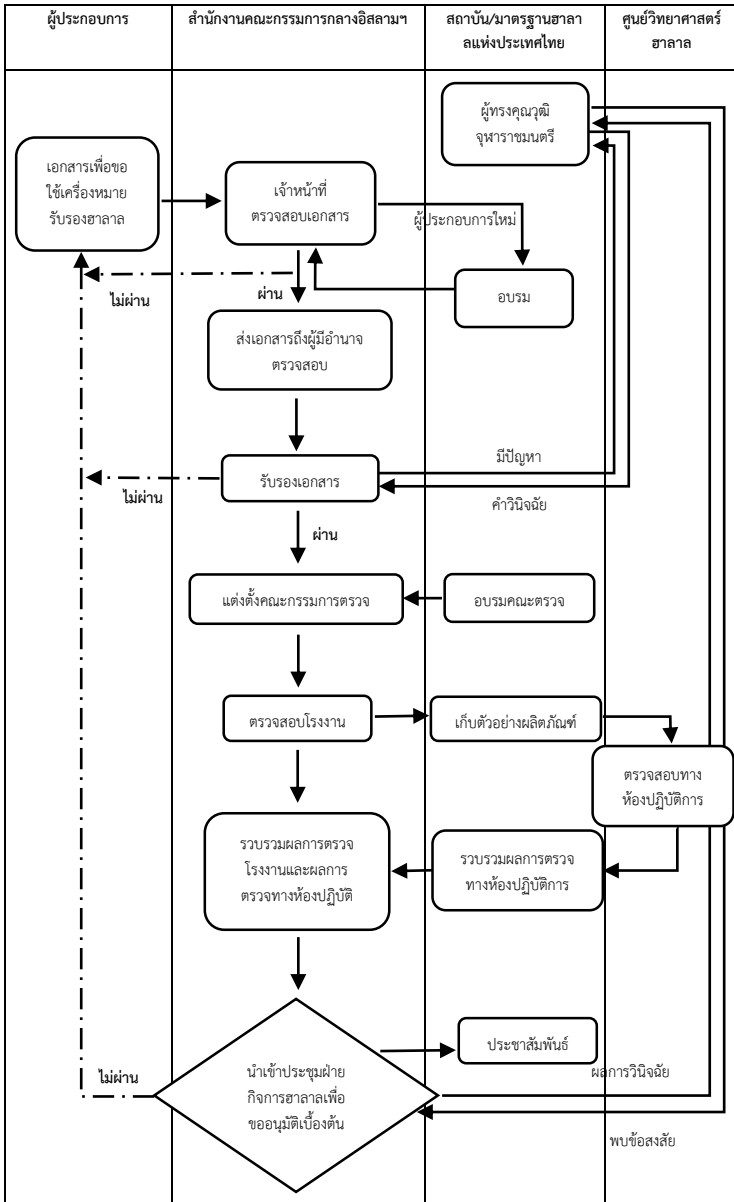 ผู้ประกอบการ
สำนักงานคณะกรรมการกลางอิสลามฯ
สถาบัน/มาตรฐานฮาลา
ลแห่งประเทศไทย
ศูนย์วิทยาศาสตร์
ฮาลาล
ผู้ทรงคุณวุฒิ
จุฬาราชมนตรี
เอกสารเพื่อขอ
ใช้เครื่องหมาย
รับรองฮาลาล
เจ้าหน้าที่
ตรวจสอบเอกสาร
ผู้ประกอบการใหม่
อบรม
ไม่ผ่าน
ผ่าน
ส่งเอกสารถึงผู้มีอำนาจ
ตรวจสอบ
มีปัญหา
รับรองเอกสาร
ไม่ผ่าน
คำวินิจฉัย
ผ่าน
แต่งตั้งคณะกรรมการตรวจ
อบรมคณะตรวจ
ตรวจสอบโรงงาน
เก็บตัวอย่างผลิตภัณฑ์
ตรวจสอบทาง
ห้องปฏิบัติการ
รวบรวมผลการตรวจ
โรงงานและผลการ
ตรวจทางห้องปฏิบัติ
รวบรวมผลการตรวจ
ทางห้องปฏิบัติการ
ประชาสัมพันธ์
ไม่ผ่าน
นำเข้าประชุมฝ่าย
กิจการฮาลาลเพื่อ
ขออนุมัติเบื้องต้น
ผลการวินิจฉัย
พบข้อสงสัย